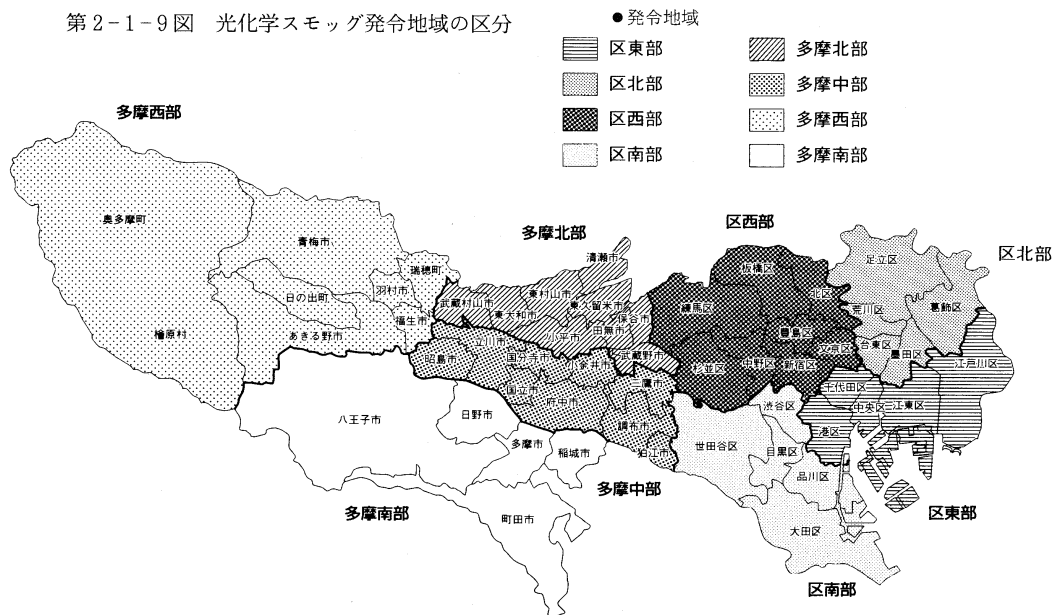 第2-1-9図 光化学スモッグ発令地域の区分
●発令地域
区東部
多摩北部
区北部
多摩中部
区西部
多摩西部
区南部
多摩南部
多摩西部
奥多摩町
青梅市
瑞穂町
羽村市
日の出町
福生市
あきる野市
檜原村
多摩北部
清瀬市
東村山市
武蔵村山市
東久留米市
東大和市
保谷市
田無市
小平市
武蔵野市
立川市
昭島市
国分寺市
小金井市
三鷹市
国立市
府中市
調布市
狛江市
多摩中部
八王子市
日野市
多摩市
稲城市
町田市
多摩南部
区西部
板橋区
北区
練馬区
豊島区
文京区
杉並区
中野区
新宿区
区北部
足立区
荒川区
葛飾区
台東区
墨田区
江戸川区
千代田区
中央区
江東区
港区
区東部
渋谷区
世田谷区
目黒区
品川区
大田区
区南部